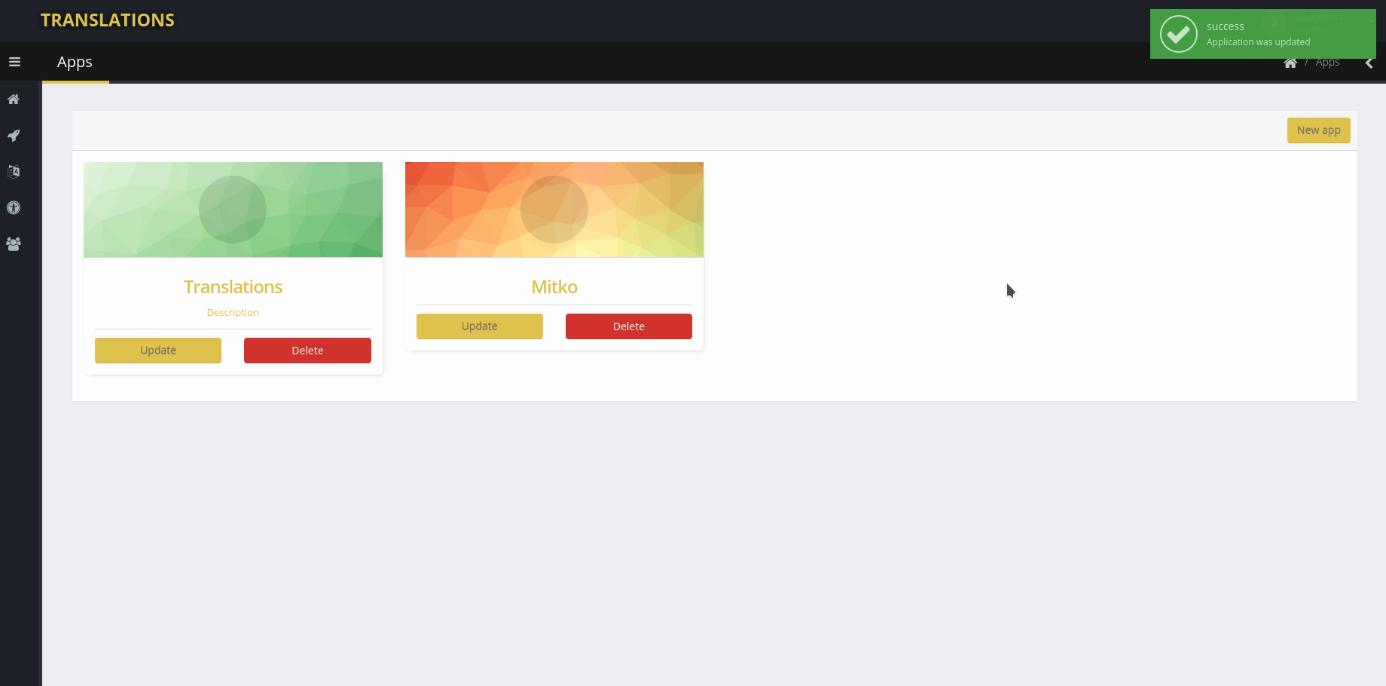 TRANSLATIONS
success
Application was updated
Apps
/ Apps
New app
Translations
Description
Update
Delete
Mitko
Update
Delete